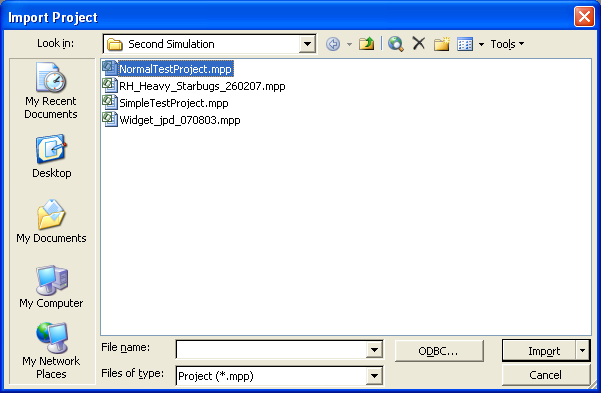 Import Project
Look in: Second Simulation Tools
NormalTestProject.mpp
RH_Heavy_Starbugs_260207.mpp
SimpleTestProject.mpp
Widget_jpd_070803.mpp
My Recent
Documents
Desktop
My Documents
My Computer
My Network
Places
File name: ODBC... Import
Files of type: Project (*.mpp) Cancel